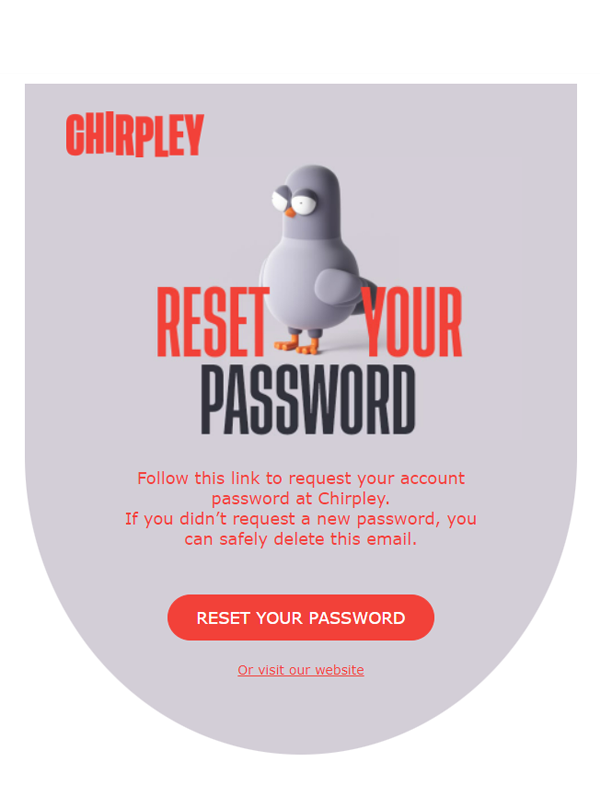 CHIRPLEY
RESET YOUR
PASSWORD
Follow this link to request your account
password at Chirpley.
If you didn’t request a new password, you
can safely delete this email.
RESET YOUR PASSWORD
Or visit our website